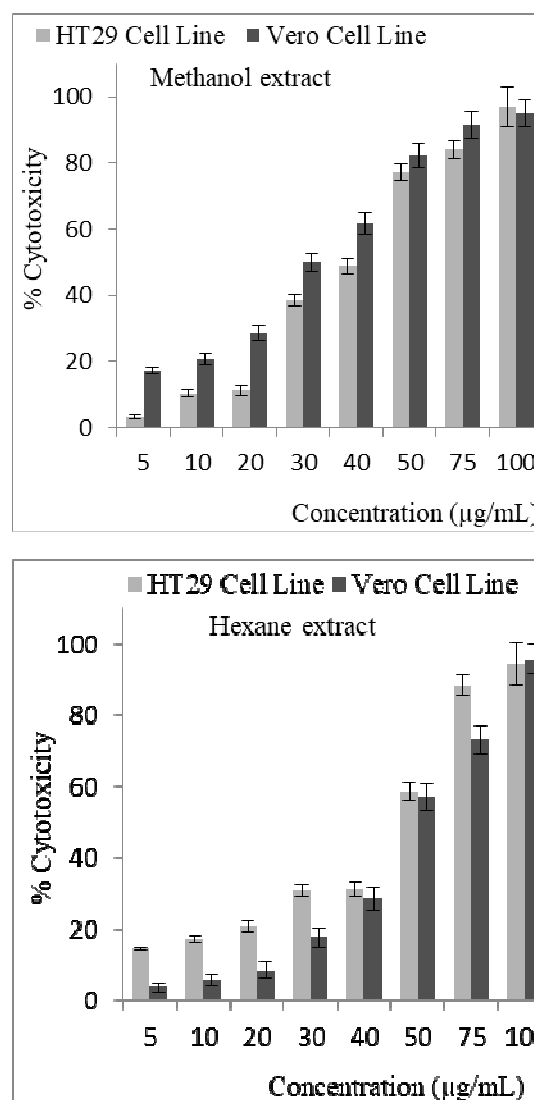 HT29 Cell Line Vero Cell Line
Methanol extract
% Cytotoxicity
100
80
60
40
20
0
5 10 20 30 40 50 75 100
Concentration (µg/mL)
HT29 Cell Line Vero Cell Line
Hexane extract
% Cytotoxicity
100
80
60
40
20
0
5 10 20 30 40 50 75 10
Concentration (µg/mL)